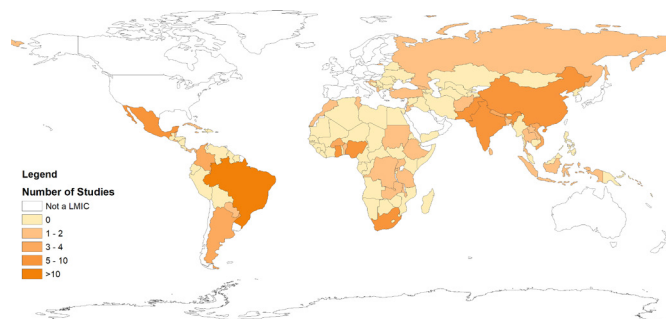 Legend
Number of Studies
Not a LMIC
0
1 - 2
3 - 4
5 - 10
>10